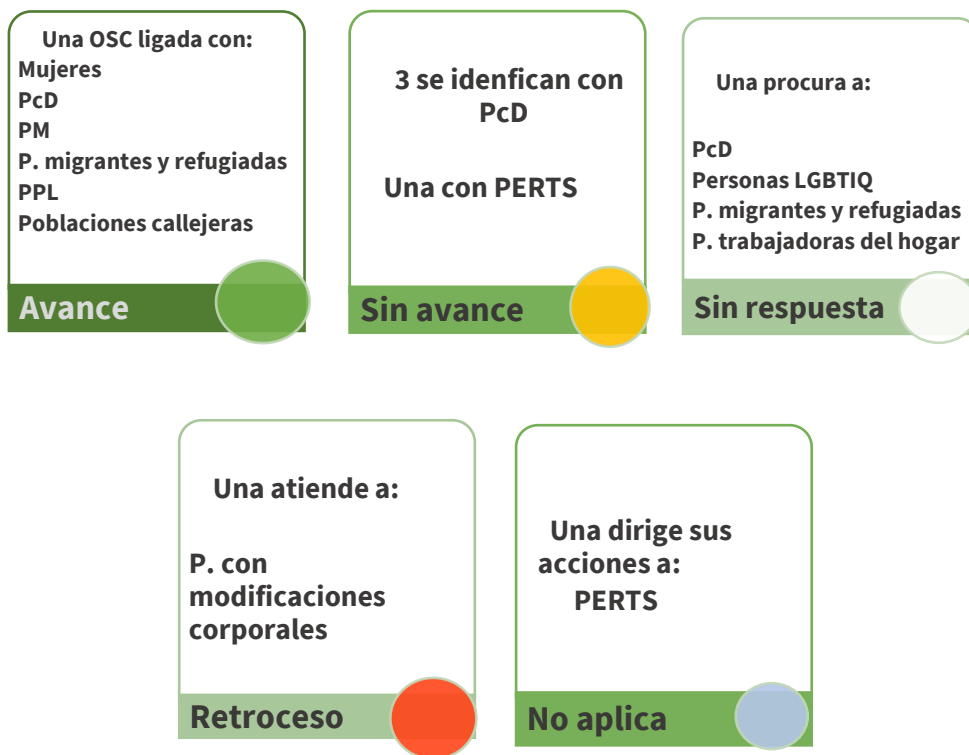 Una OSC ligada con:
Mujeres
PcD
PM
P. migrantes y refugiadas
PPL
Poblaciones callejeras
Avance
3 se idenfican con
PcD
Una con PERTS
Sin avance
Una procura a:
PcD
Personas LGBTIQ
P. migrantes y refugiadas
P. trabajadoras del hogar
Sin respuesta
Una atiende a:
P. con
modificaciones
corporales
Retroceso
Una dirige sus
acciones a:
PERTS
No aplica